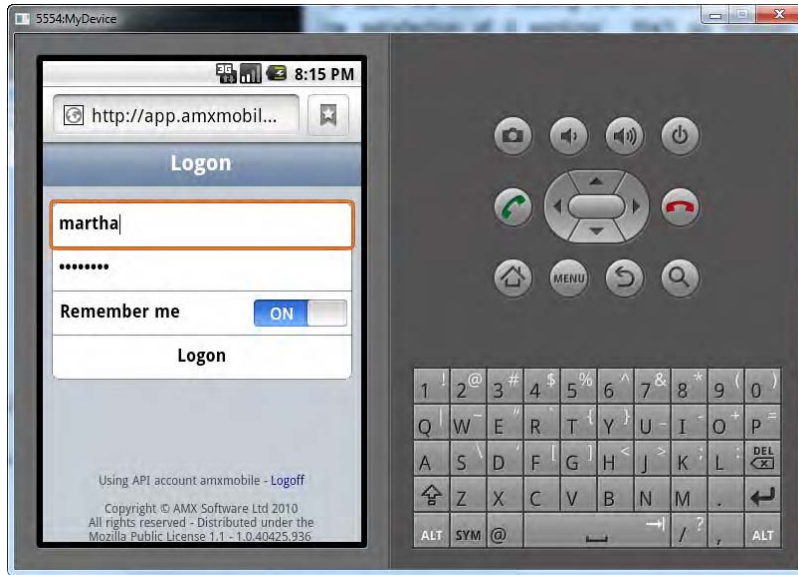 5554:MyDevice
3G
8:15 PM
http://app.amxmobil...
Logon
martha
••••••••
Remember me
ON
Logon
Using API account amxmobile - Logoff
Copyright © AMX Software Ltd 2010
All rights reserved - Distributed under the
Mozilla Public License 1.1 - 1.0.40425.936
MENU
1 ! 2 @ 3 # 4 $ 5 % 6 ^ 7 & 8 * 9 ( 0 )
Q | W ~ E " R ` T { Y } U _ I - O + P =
A S \ D ' F [ G ] H < J > K ; L : DEL
Z X C V B N M .
ALT SYM @ / ? , ALT